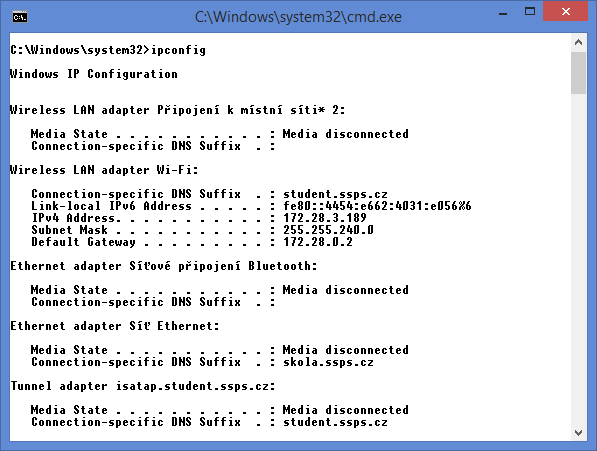 C:\Windows\system32\cmd.exe
C:\Windows\system32>ipconfig
Windows IP Configuration
Wireless LAN adapter Připojení k místní síti* 2:
Media State . . . . . . . . . . . : Media disconnected
Connection-specific DNS Suffix  . :
Wireless LAN adapter Wi-Fi:
Connection-specific DNS Suffix  . : student.ssps.cz
Link-local IPv6 Address . . . . . : fe80::4454:e662:4031:e056%6
IPv4 Address. . . . . . . . . . . : 172.28.3.189
Subnet Mask . . . . . . . . . . . : 255.255.240.0
Default Gateway . . . . . . . . . : 172.28.0.2
Ethernet adapter Síťové připojení Bluetooth:
Media State . . . . . . . . . . . : Media disconnected
Connection-specific DNS Suffix  . :
Ethernet adapter Síť Ethernet:
Media State . . . . . . . . . . . : Media disconnected
Connection-specific DNS Suffix  . : skola.ssps.cz
Tunnel adapter isatap.student.ssps.cz:
Media State . . . . . . . . . . . : Media disconnected
Connection-specific DNS Suffix  . : student.ssps.cz